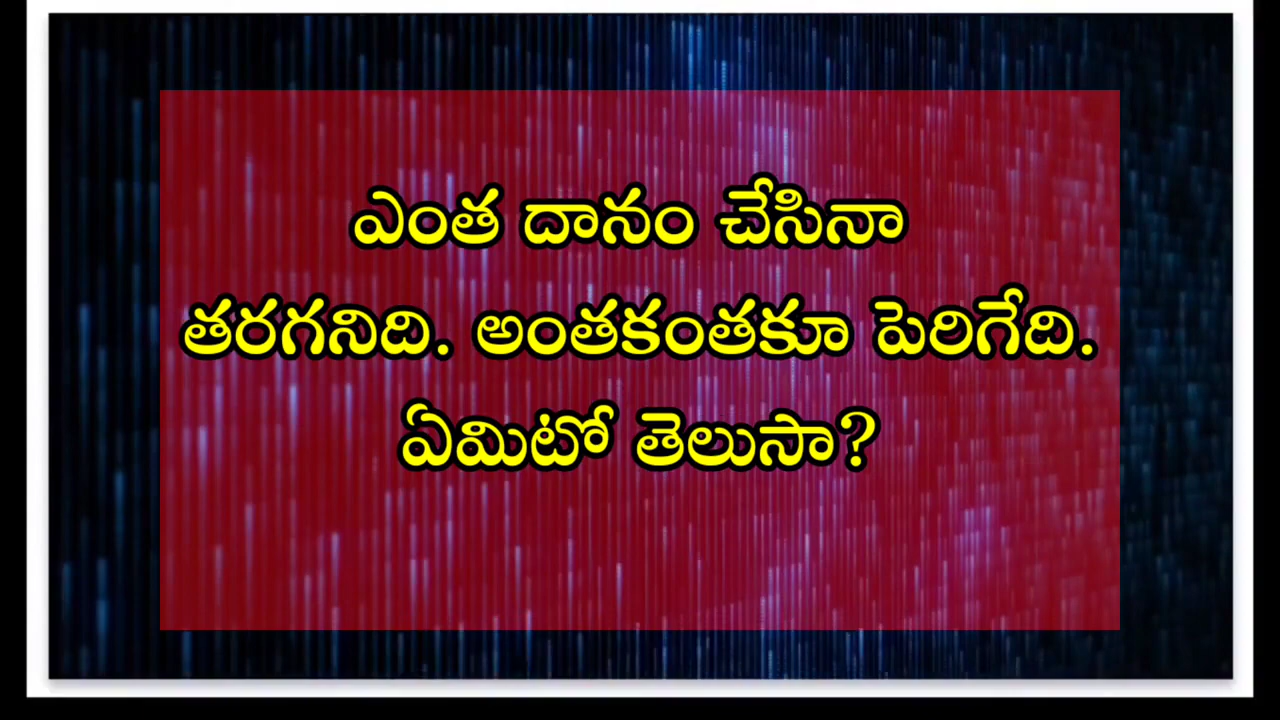 ఎంత దానం చేసినా
తరగనిది. అంతకంతకూ పెరిగేది.
ఏమిటో తెలుసా?